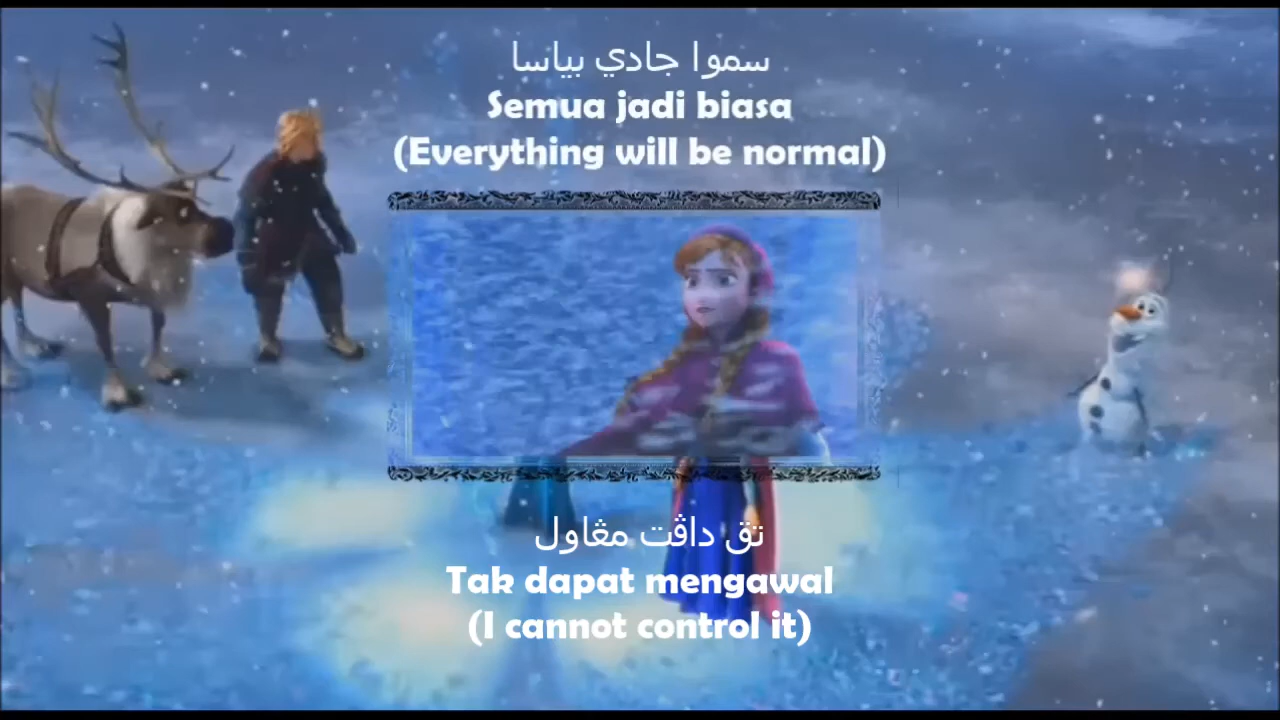 سموا جادي بياسا
Semua jadi biasa
(Everything will be normal)
تق داڤت مڠاول
Tak dapat mengawal
(I cannot control it)